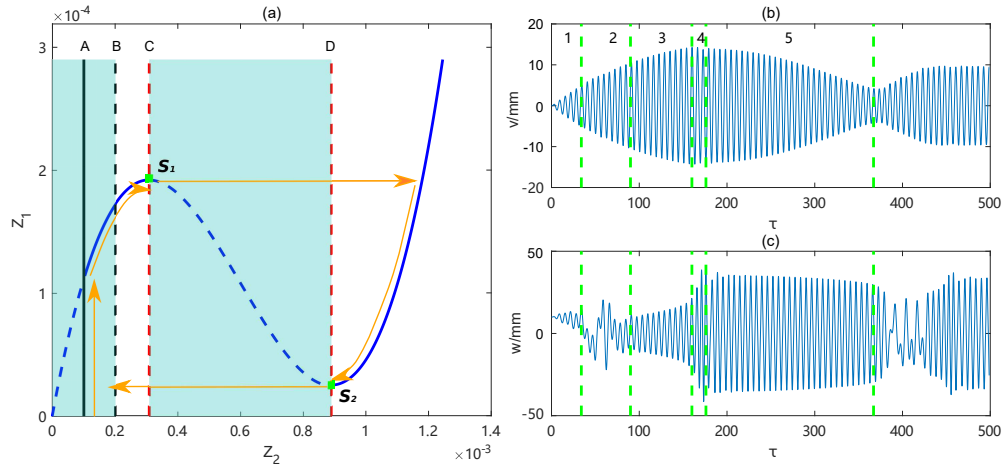 (a)
×10⁻⁴
A B C D
3
2
1
0
Z₁
S₁
S₂
0 0.2 0.4 0.6 0.8 1 1.2 1.4
Z₂
×10⁻³
(b)
1 2 3 4 5
20
10
0
-10
-20
v/mm
0 100 200 300 400 500
τ
(c)
50
0
-50
w/mm
0 100 200 300 400 500
τ